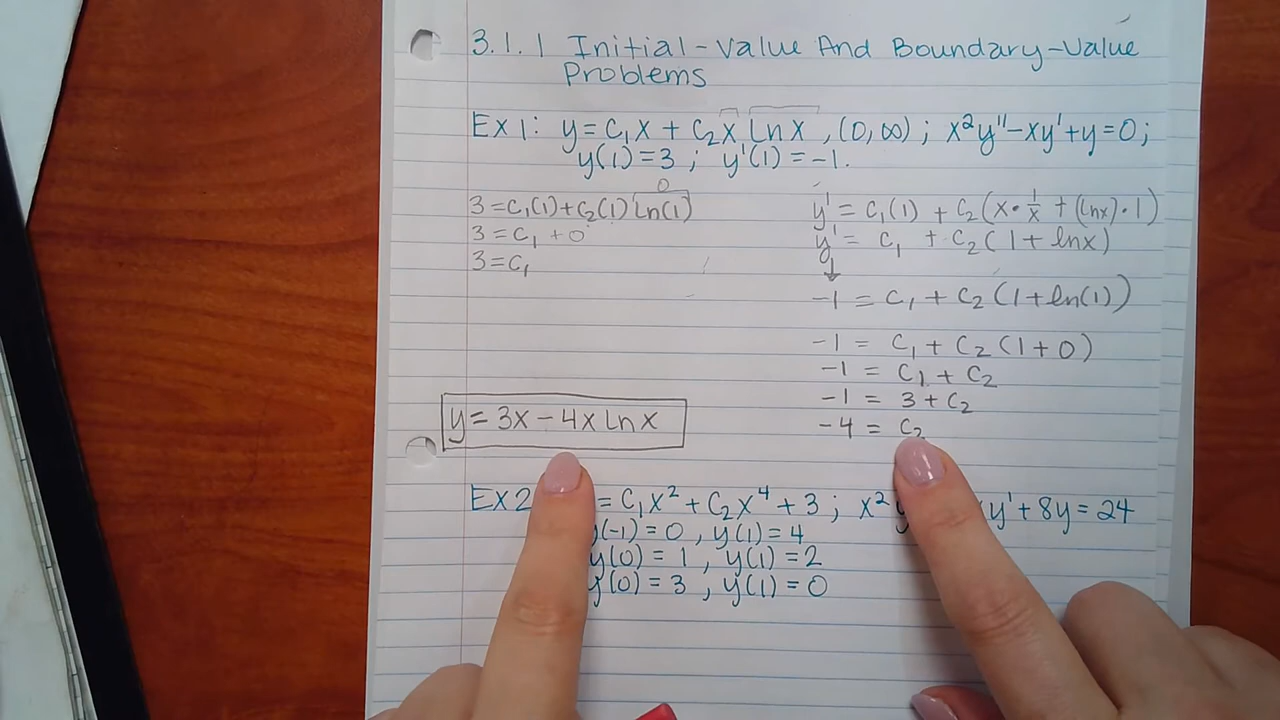 3.1.1 Initial-Value And Boundary-Value
Problems
Ex 1: y = c₁x + c₂x ln x , (0, ∞) ; x²y'' - xy' + y = 0 ;
y(1) = 3 ; y'(1) = -1.
0
3 = c₁(1) + c₂(1) ln(1)
3 = c₁ + 0
3 = c₁
y' = c₁(1) + c₂(x · 1/x + (ln x) · 1)
y' = c₁ + c₂(1 + ln x)
↓
-1 = c₁ + c₂(1 + ln(1))
-1 = c₁ + c₂(1 + 0)
-1 = c₁ + c₂
-1 = 3 + c₂
-4 = c₂
y = 3x - 4x ln x
Ex 2 = c₁x² + c₂x⁴ + 3 ; x² y' + 8y = 24
y(-1) = 0 , y(1) = 4
y(0) = 1 , y(1) = 2
y(0) = 3 , y(1) = 0